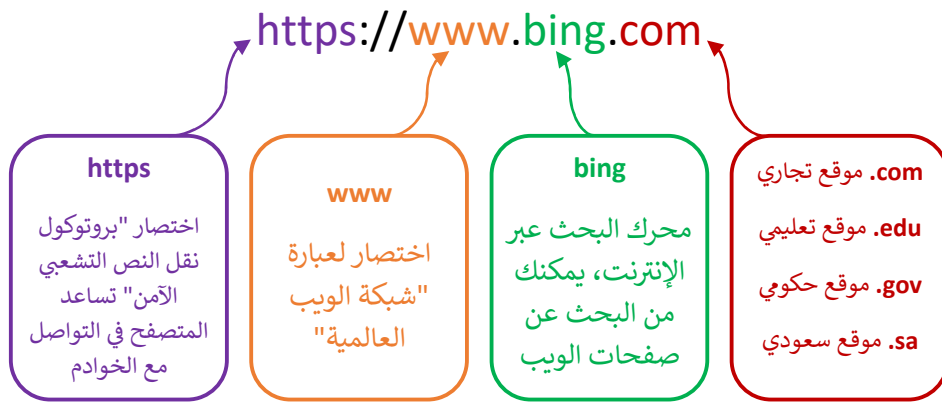 https://www.bing.com
https
اختصار "بروتوكول
نقل النص التشعبي
الآمن" تساعد
المتصفح في التواصل
مع الخوادم
www
اختصار لعبارة
"شبكة الويب
العالمية"
bing
محرك البحث عبر
الإنترنت، يمكنك
من البحث عن
صفحات الويب
.com موقع تجاري
.edu موقع تعليمي
.gov موقع حكومي
.sa موقع سعودي